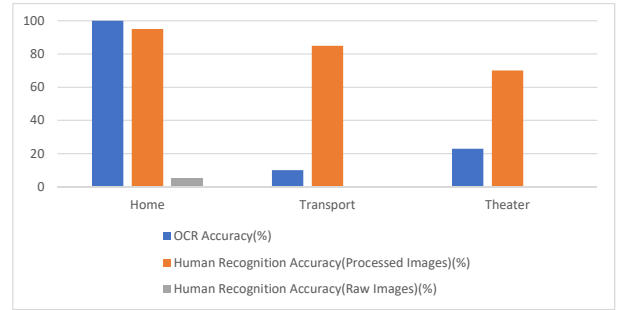 100
80
60
40
20
0
Home Transport Theater
OCR Accuracy(%)
Human Recognition Accuracy(Processed Images)(%)
Human Recognition Accuracy(Raw Images)(%)